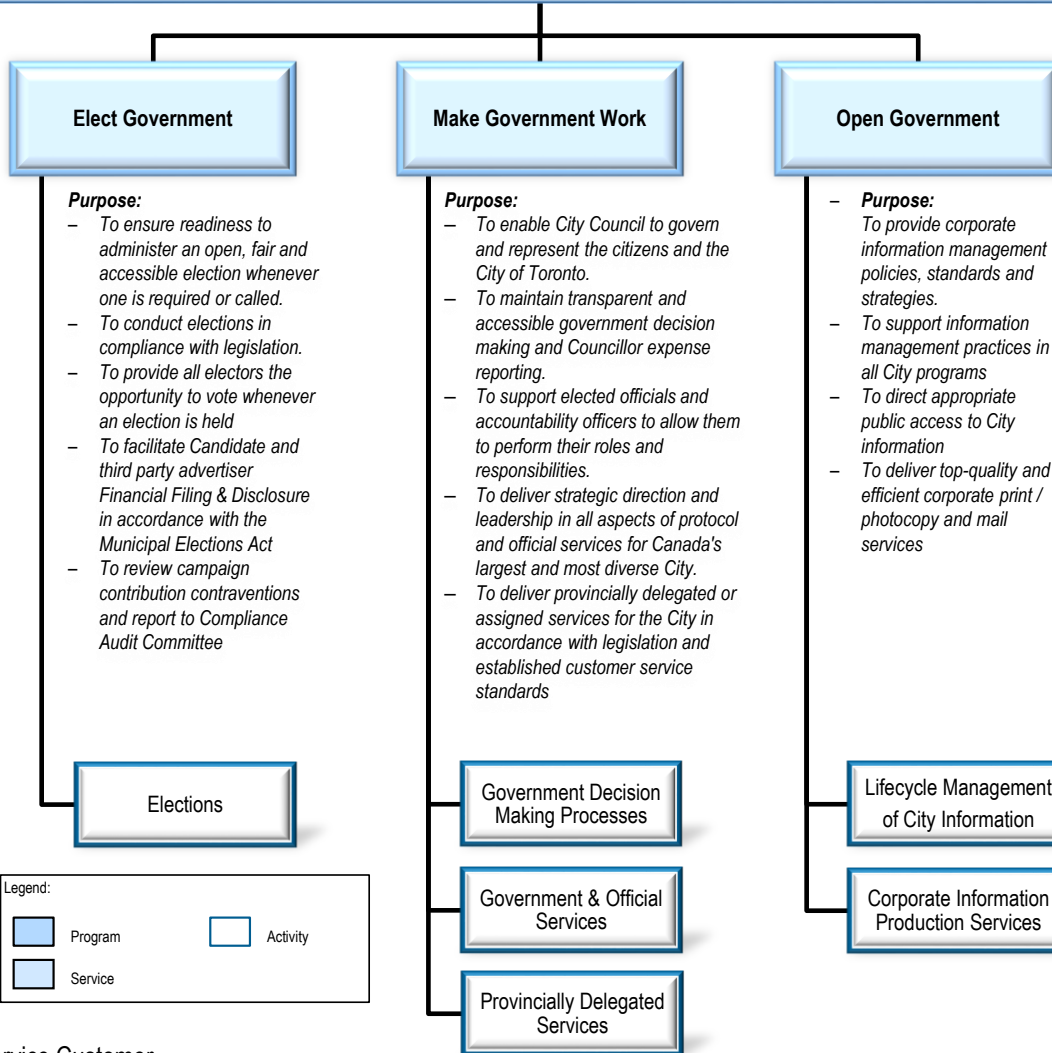 Elect Government
Purpose:
– To ensure readiness to
administer an open, fair and
accessible election whenever
one is required or called.
– To conduct elections in
compliance with legislation.
– To provide all electors the
opportunity to vote whenever
an election is held
– To facilitate Candidate and
third party advertiser
Financial Filing & Disclosure
in accordance with the
Municipal Elections Act
– To review campaign
contribution contraventions
and report to Compliance
Audit Committee
Elections
Make Government Work
Purpose:
– To enable City Council to govern
and represent the citizens and the
City of Toronto.
– To maintain transparent and
accessible government decision
making and Councillor expense
reporting.
– To support elected officials and
accountability officers to allow them
to perform their roles and
responsibilities.
– To deliver strategic direction and
leadership in all aspects of protocol
and official services for Canada's
largest and most diverse City.
– To deliver provincially delegated or
assigned services for the City in
accordance with legislation and
established customer service
standards
Government Decision
Making Processes
Government & Official
Services
Provincially Delegated
Services
Open Government
– Purpose:
To provide corporate
information management
policies, standards and
strategies.
– To support information
management practices in
all City programs
– To direct appropriate
public access to City
information
– To deliver top-quality and
efficient corporate print /
photocopy and mail
services
Lifecycle Management
of City Information
Corporate Information
Production Services
Legend:
Program
Activity
Service
Customer